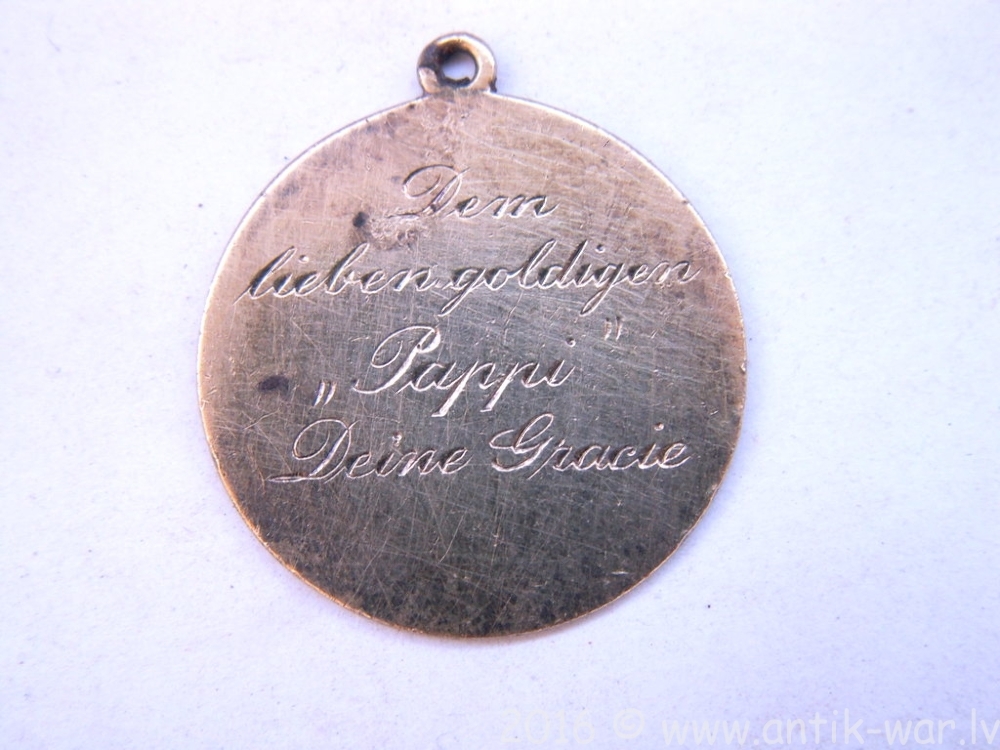 Dem
lieben goldigen
„Pappi"
Deine Gracie
2018 © www.antik-war.lv